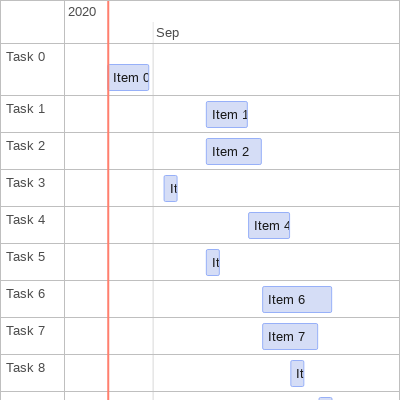 2020
Sep
Task 0
Item 0
Task 1
Item 1
Task 2
Item 2
Task 3
It
Task 4
Item 4
Task 5
It
Task 6
Item 6
Task 7
Item 7
Task 8
It